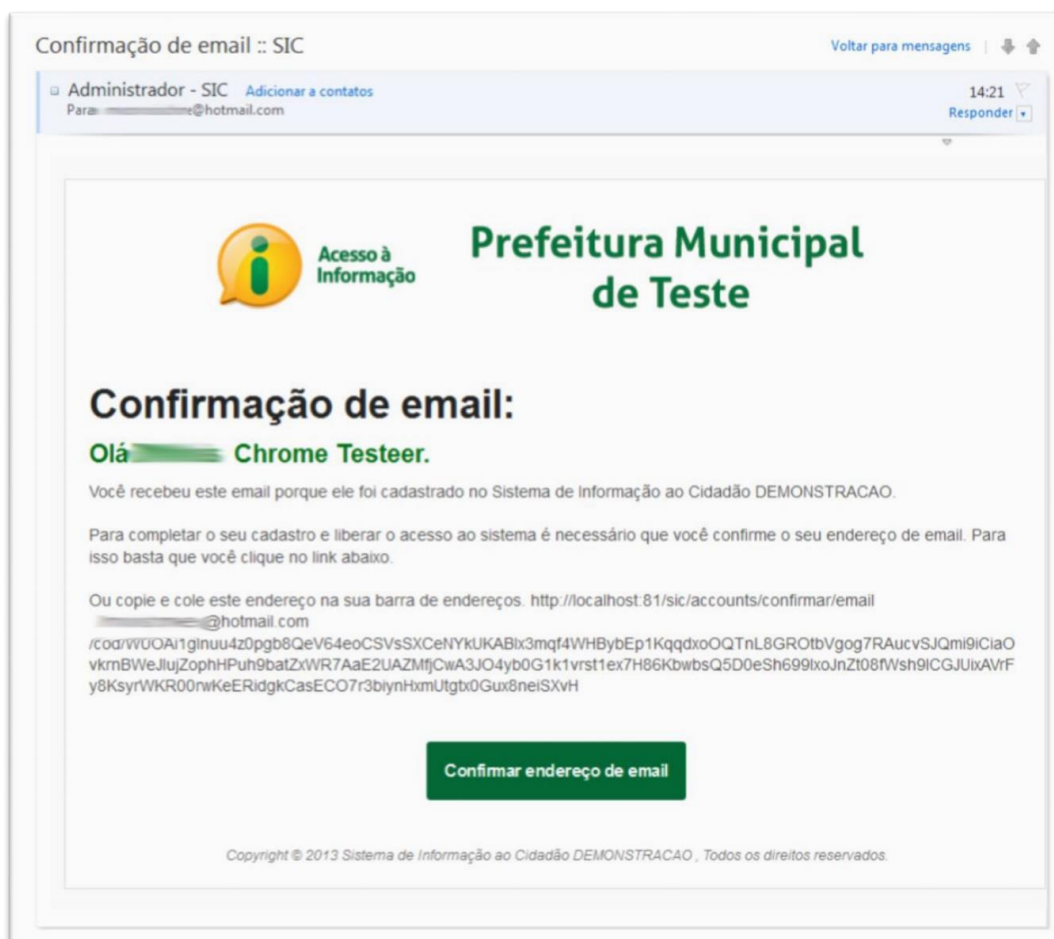 Confirmação de email :: SIC
Voltar para mensagens
Administrador - SIC Adicionar a contatos
14:21
Para @hotmail.com
Responder
Acesso à
Informação
Prefeitura Municipal
de Teste
Confirmação de email:
Olá Chrome Testeer.
Você recebeu este email porque ele foi cadastrado no Sistema de Informação ao Cidadão DEMONSTRACAO.
Para completar o seu cadastro e liberar o acesso ao sistema é necessário que você confirme o seu endereço de email. Para
isso basta que você clique no link abaixo.
Ou copie e cole este endereço na sua barra de endereços. http://localhost:81/sic/accounts/confirmar/email
@hotmail.com
Confirmar endereço de email
Copyright © 2013 Sistema de Informação ao Cidadão DEMONSTRACAO , Todos os direitos reservados.